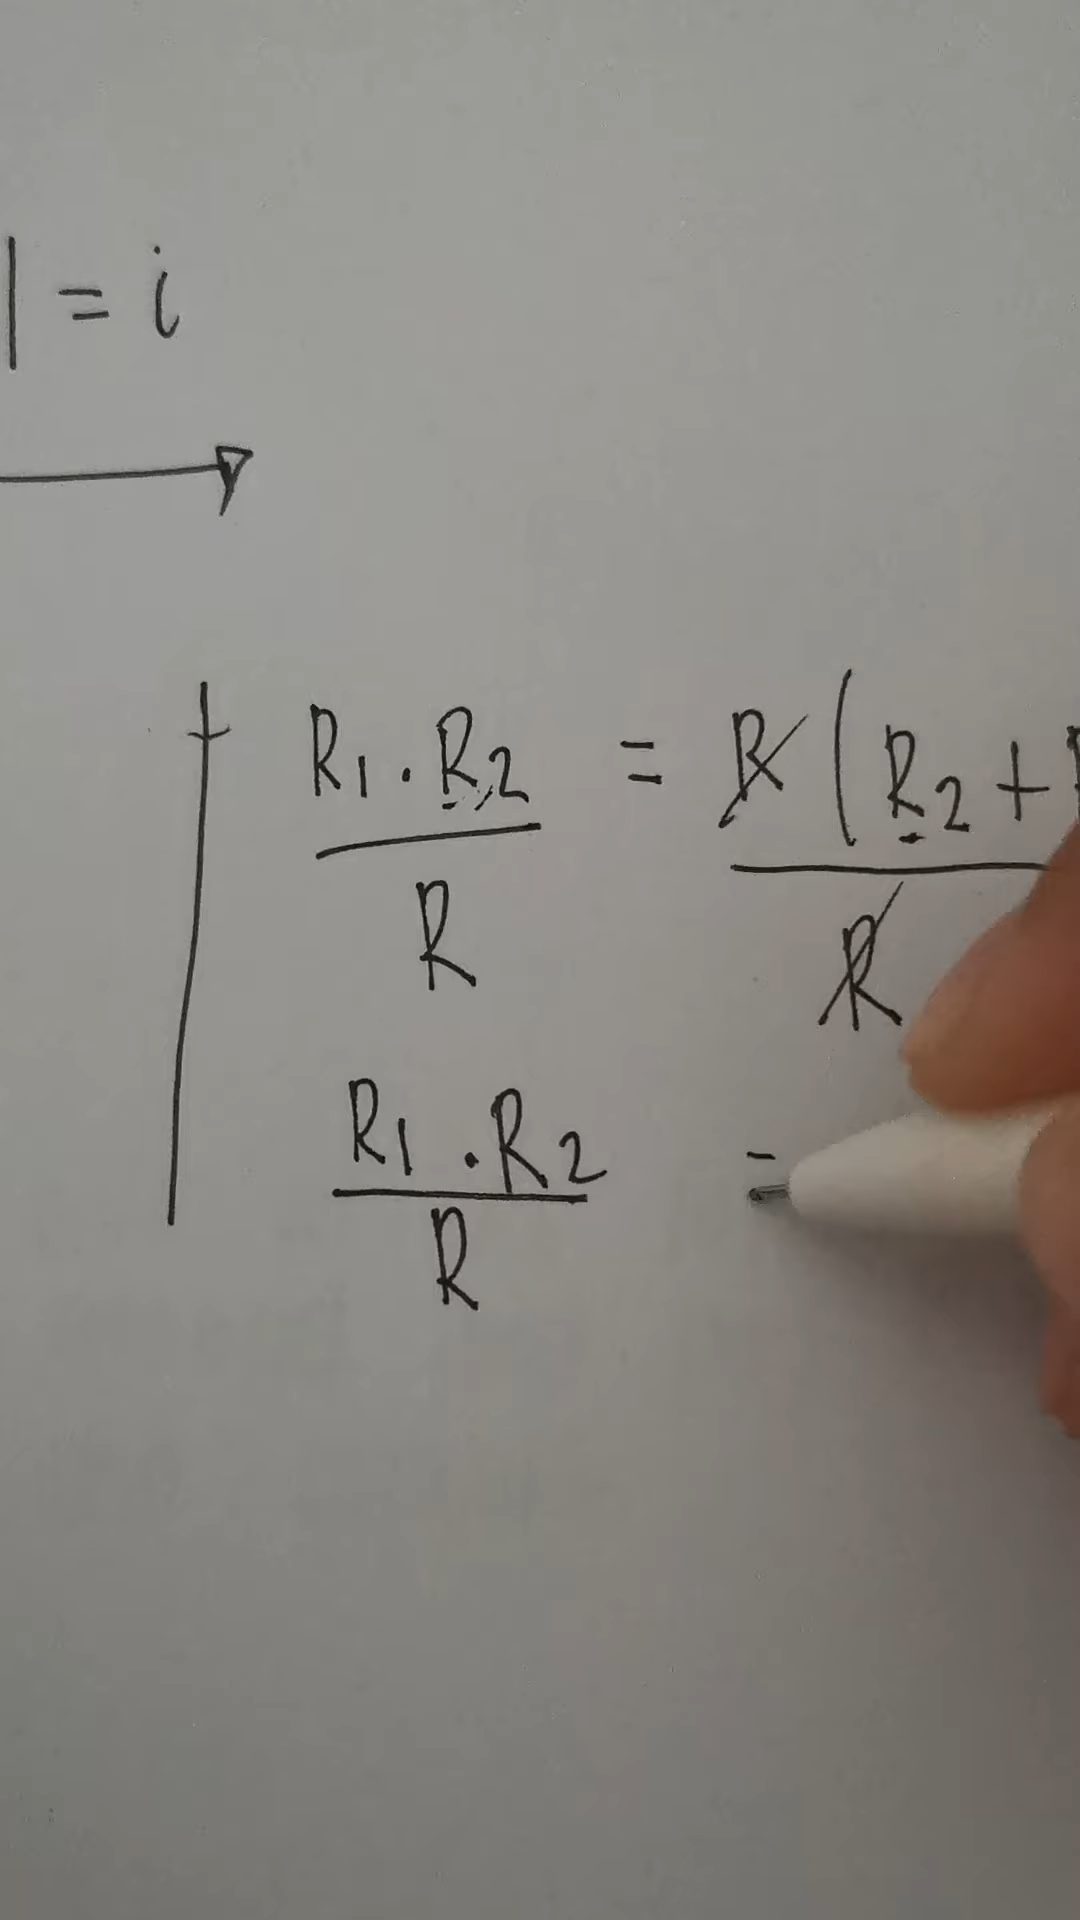 | = i
R1 . R2 = R ( R2 +
R R
R1 . R2 =
R